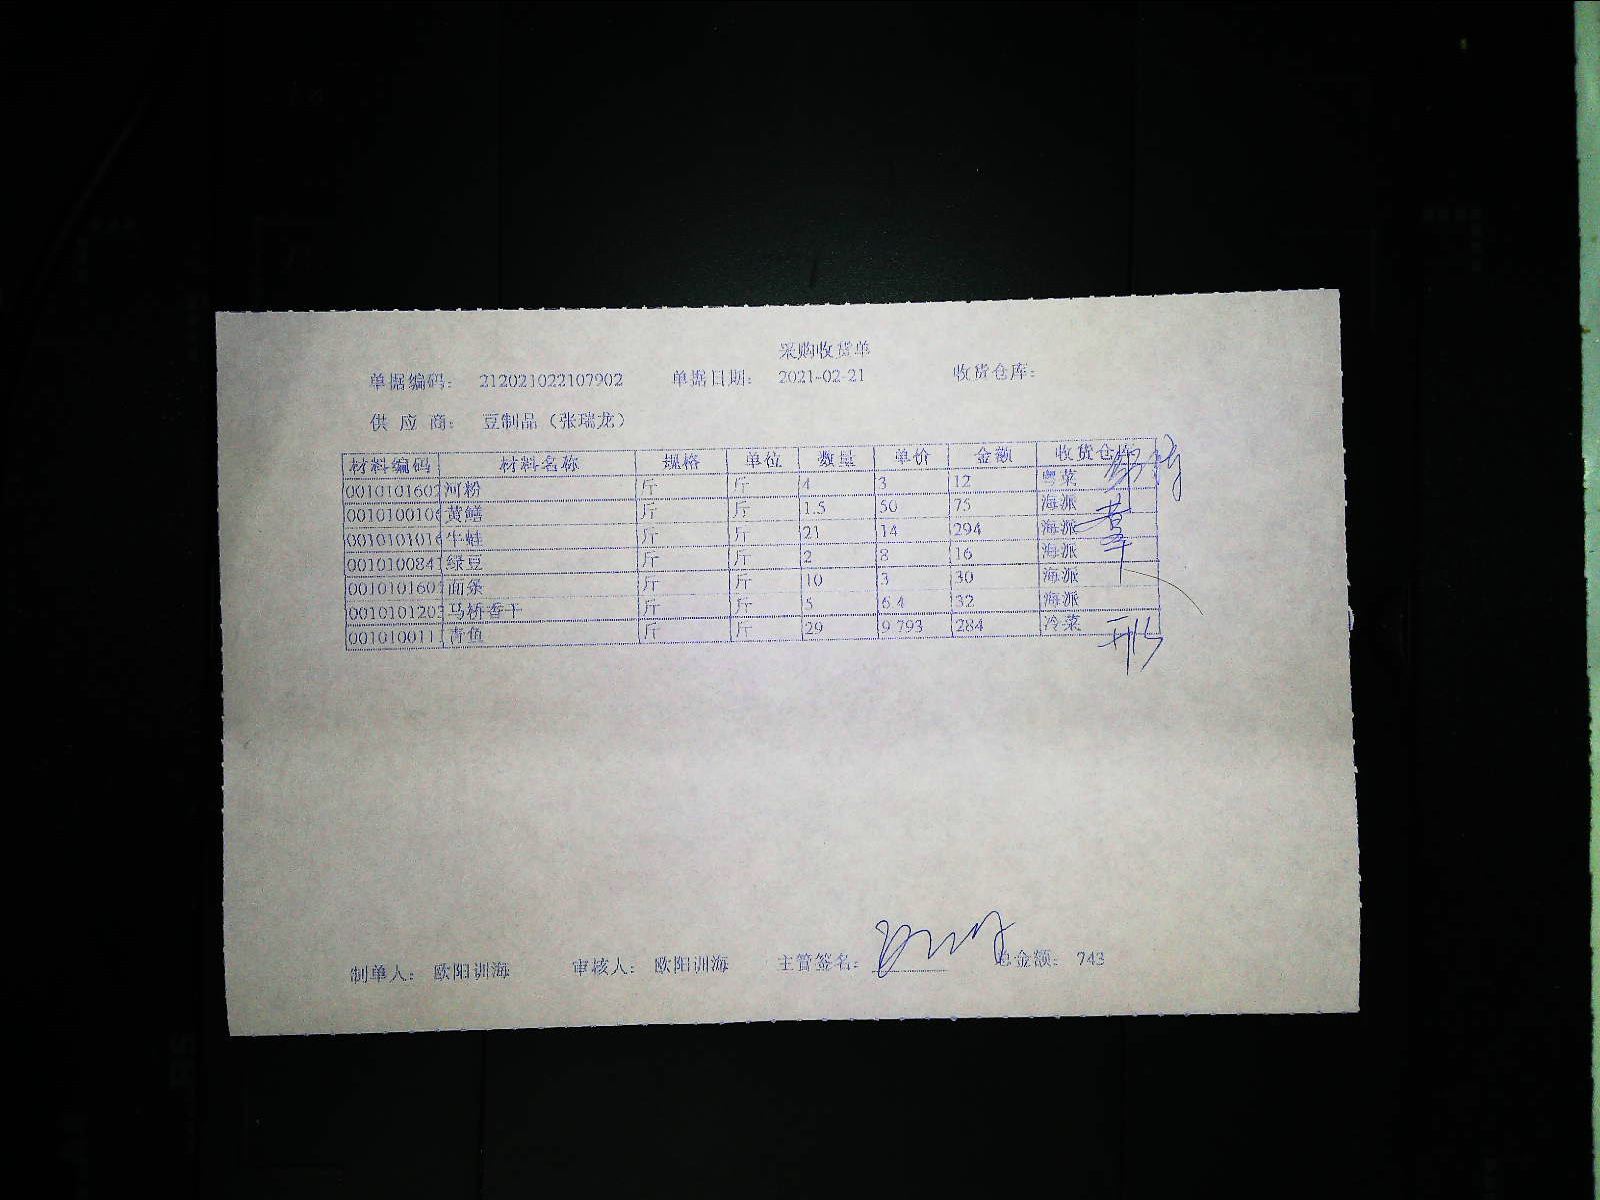 采购收货单
单据编码： 212021022107902 单据日期： 2021-02-21 收货仓库：
供 应 商： 豆制品（张瑞龙）
材料编码 材料名称 规格 单位 数量 单价 金额 收货仓
001010160 河粉 斤 斤 4 3 12 粤菜
001010010 黄鳝 斤 斤 1.5 50 75 海派
001010101 牛蛙 斤 斤 21 14 294 海派
001010084 绿豆 斤 斤 2 8 16 海派
001010160 面条 斤 斤 10 3 30 海派
001010120 马桥香干 斤 斤 5 6.4 32 海派
001010011 青鱼 斤 斤 29 9.793 284 冷菜
制单人： 欧阳训海 审核人： 欧阳训海 主管签名： 总金额： 743